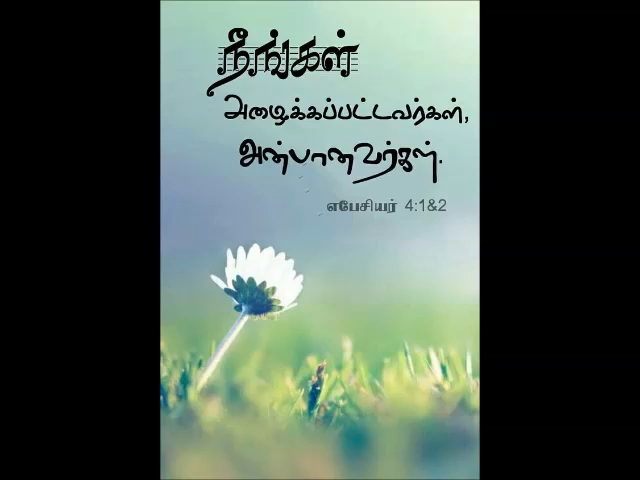 நீங்கள்
அழைக்கப்பட்டவர்கள்,
அன்பானவர்கள்.
எபேசியர் 4:1&2